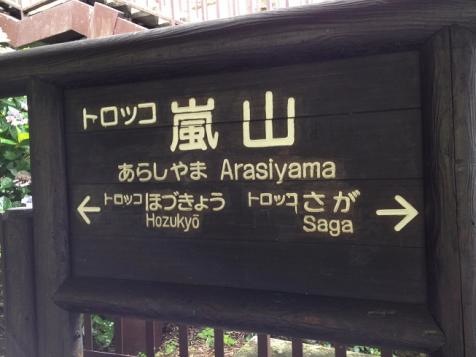 トロッコ 嵐山
あらしやま Arasiyama
← トロッコほづきょう トロッコさが →
Hozukyō Saga